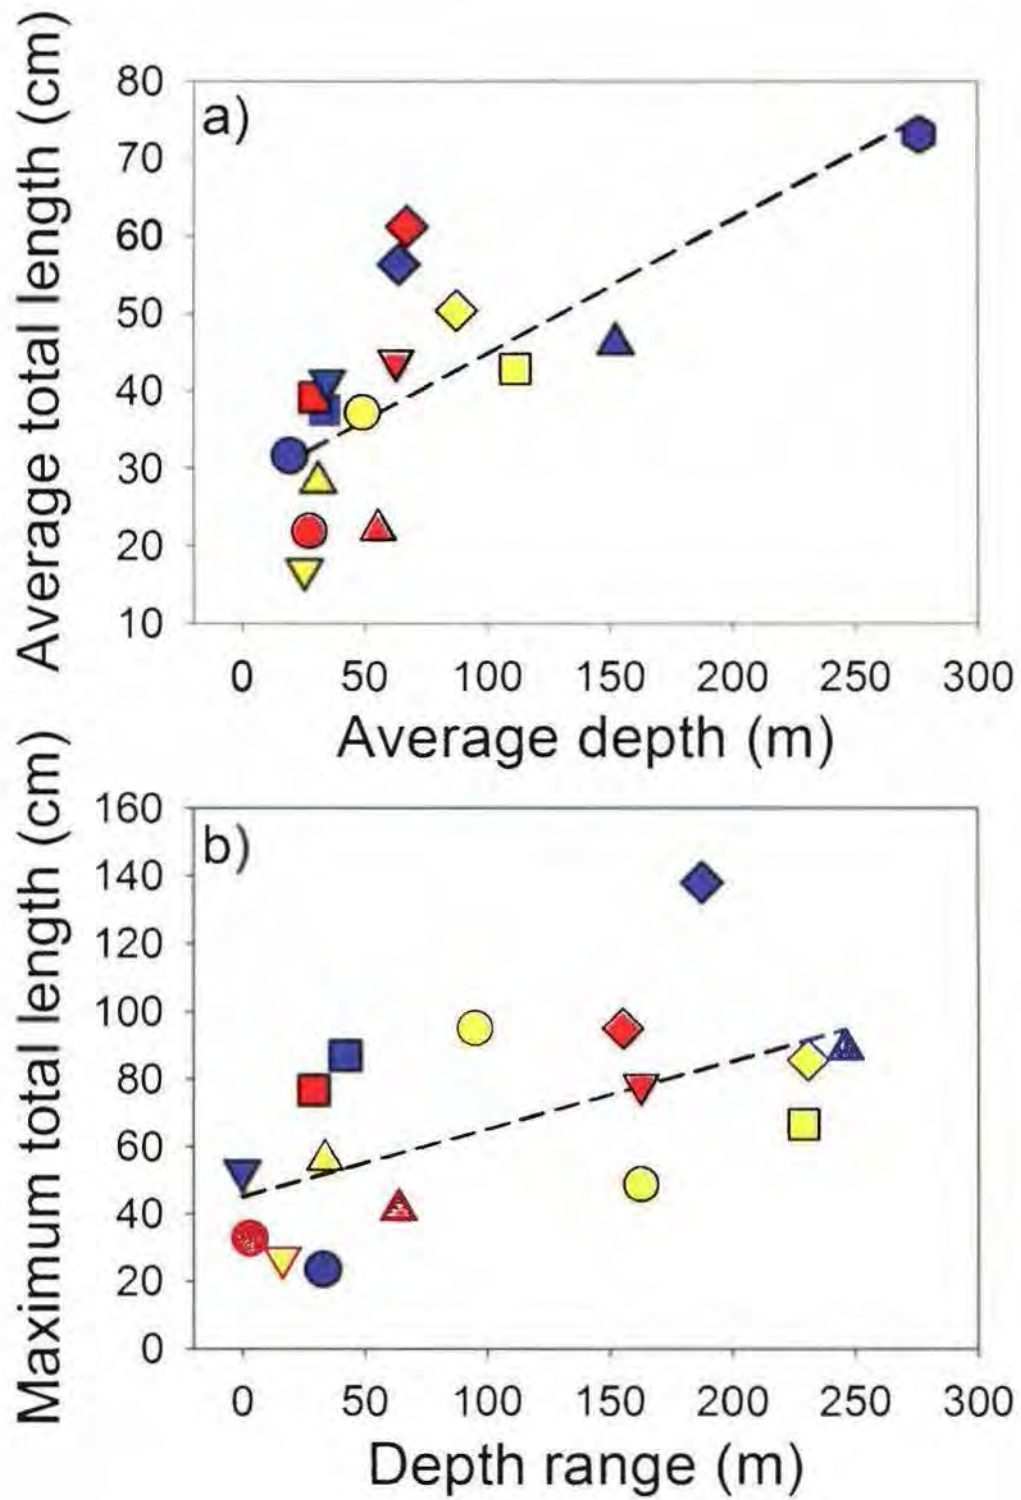 Average total length (cm)
80
70
60
50
40
30
20
10
a)
0 50 100 150 200 250 300
Average depth (m)
Maximum total length (cm)
160
140
120
100
80
60
40
20
0
b)
0 50 100 150 200 250 300
Depth range (m)